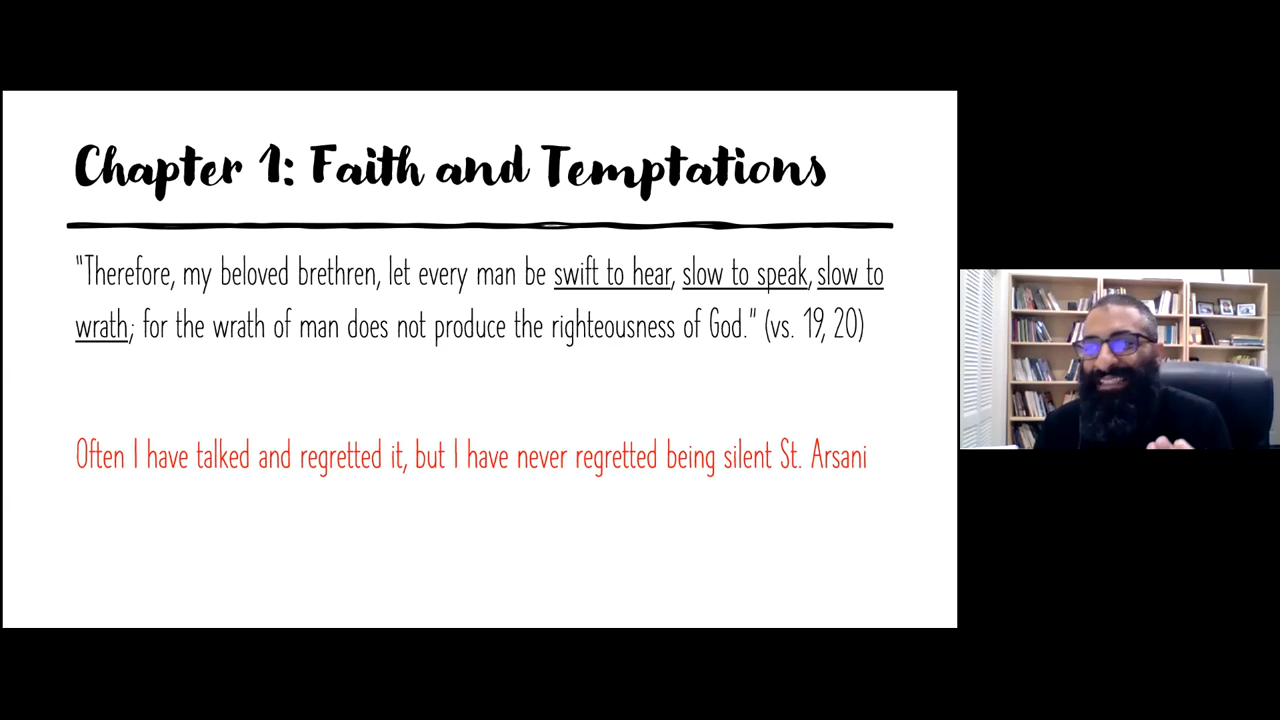 Chapter 1: Faith and Temptations
"Therefore, my beloved brethren, let every man be swift to hear, slow to speak, slow to
wrath; for the wrath of man does not produce the righteousness of God." (vs. 19, 20)
Often I have talked and regretted it, but I have never regretted being silent St. Arsani